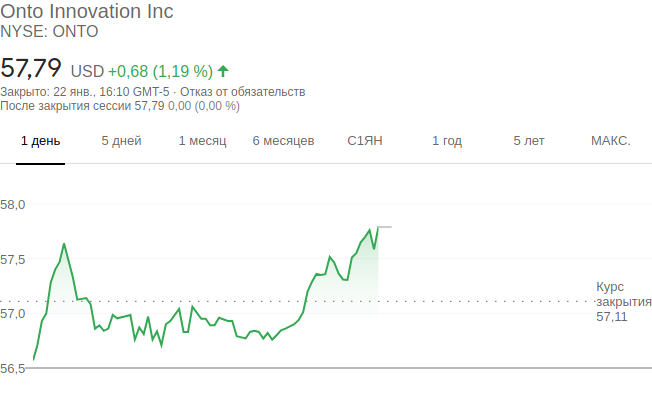 Onto Innovation Inc
NYSE: ONTO
57,79 USD +0,68 (1,19 %)
Закрыто: 22 янв., 16:10 GMT-5 · Отказ от обязательств
После закрытия сессии 57,79 0,00 (0,00 %)
1 день 5 дней 1 месяц 6 месяцев С1ЯН 1 год 5 лет МАКС.
58,0
57,5
Курс
закрытия
57,11
57,0
56,5